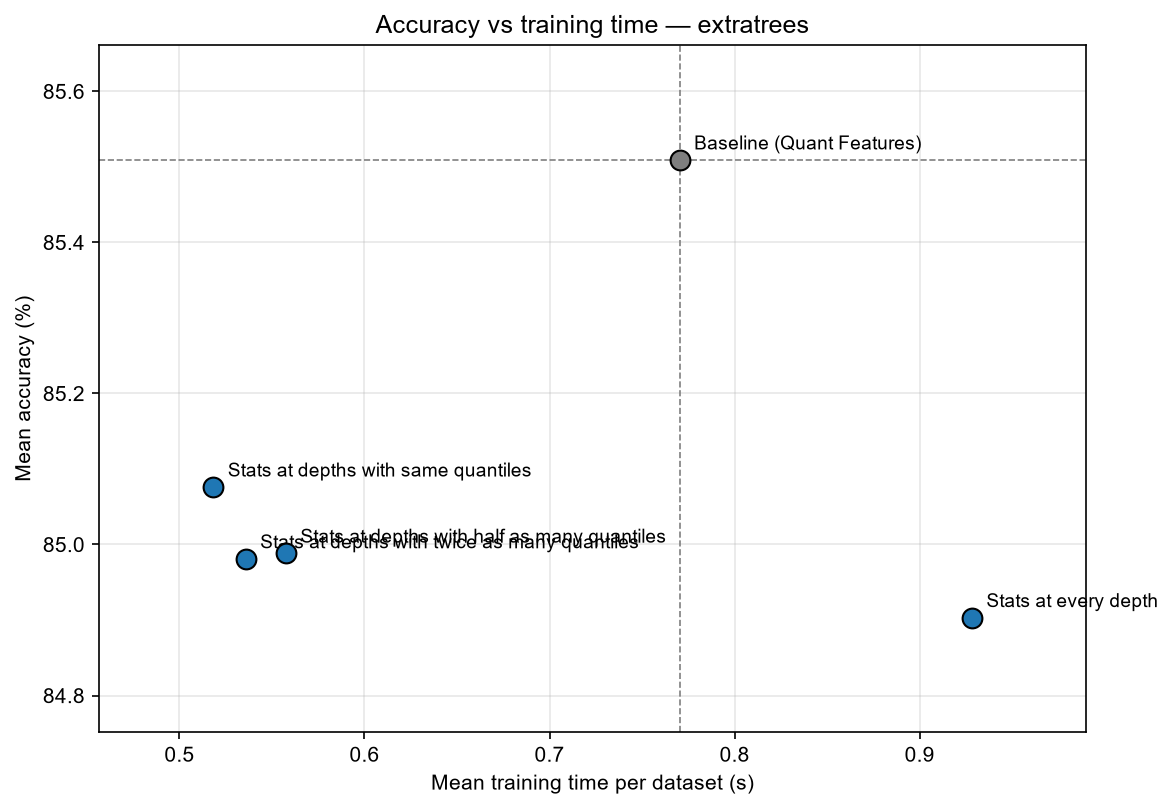 Accuracy vs training time — extratrees
85.6
Baseline (Quant Features)
85.4
Mean accuracy (%)
85.2
Stats at depths with same quantiles
Stats at depths with half as many quantiles
85.0
Stats at depths with twice as many quantiles
Stats at every depth
84.8
0.5 0.6 0.7 0.8 0.9
Mean training time per dataset (s)